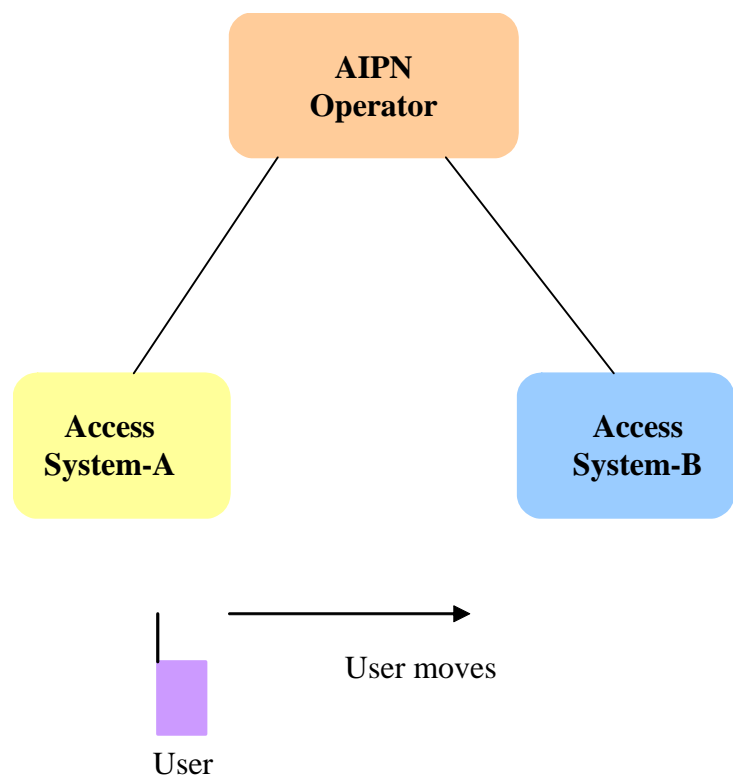 AIPN
Operator
Access
System-A
Access
System-B
User moves
User